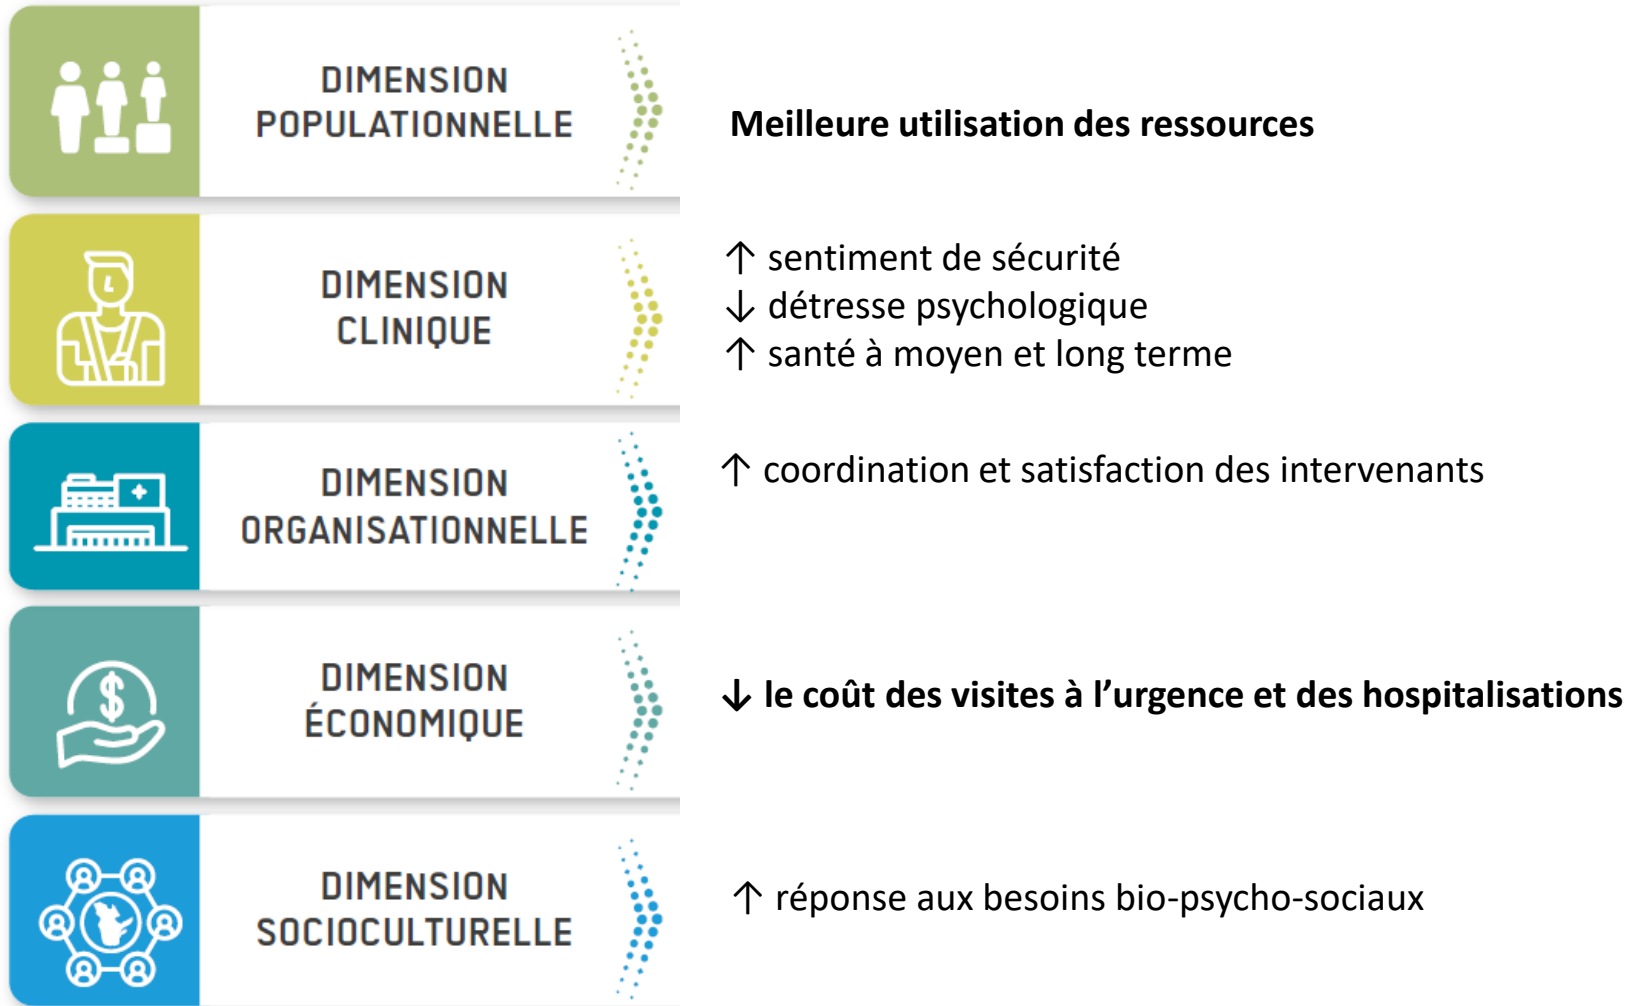 DIMENSION
POPULATIONNELLE
Meilleure utilisation des ressources
DIMENSION
CLINIQUE
↑ sentiment de sécurité
↓ détresse psychologique
↑ santé à moyen et long terme
DIMENSION
ORGANISATIONNELLE
↑ coordination et satisfaction des intervenants
DIMENSION
ÉCONOMIQUE
$
↓ le coût des visites à l’urgence et des hospitalisations
DIMENSION
SOCIOCULTURELLE
↑ réponse aux besoins bio-psycho-sociaux